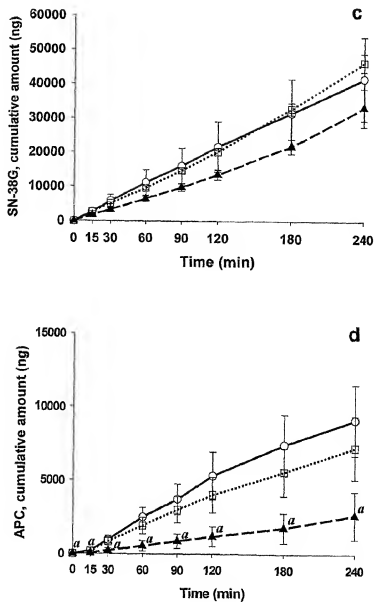 c
SN-38G, cumulative amount (ng)
60000
50000
40000
30000
20000
10000
0
0 15 30 60 90 120 180 240
Time (min)
d
APC, cumulative amount (ng)
15000
10000
5000
0
a a a a a a a a
0 15 30 60 90 120 180 240
Time (min)